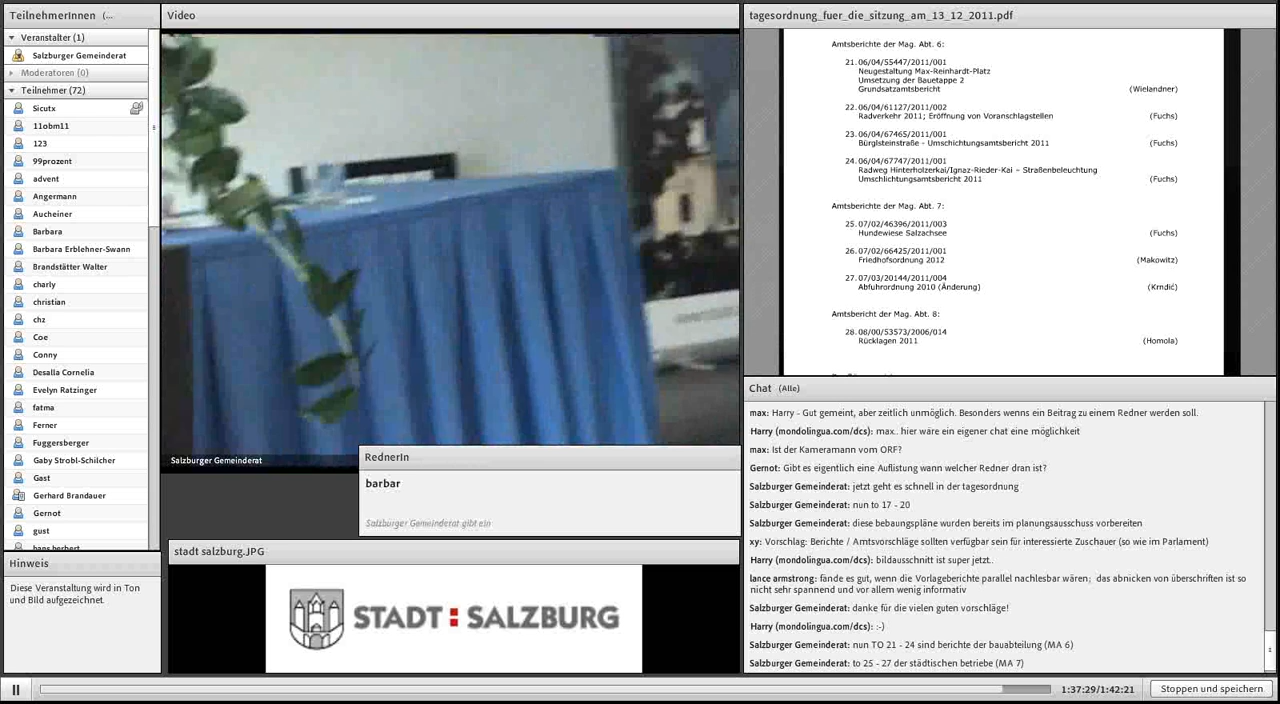 TeilnehmerInnen (...
Veranstalter (1)
Salzburger Gemeinderat
Moderatoren (0)
Teilnehmer (72)
Sicutx
11obm11
123
99prozent
advent
Angermann
Aucheiner
Barbara
Barbara Erblehner-Swann
Brandstätter Walter
charly
christian
chz
Coe
Conny
Desalla Cornelia
Evelyn Ratzinger
fatma
Ferner
Fuggersberger
Gaby Strobl-Schilcher
Gast
Gerhard Brandauer
Gernot
gust
hans herbert
Hinweis
Diese Veranstaltung wird in Ton
und Bild aufgezeichnet.
Video
Salzburger Gemeinderat
RednerIn
barbar
Salzburger Gemeinderat gibt ein
stadt salzburg.JPG
STADT : SALZBURG
tagesordnung_fuer_die_sitzung_am_13_12_2011.pdf
Amtsberichte der Mag. Abt. 6:
21. 06/04/55447/2011/001
Neugestaltung Max-Reinhardt-Platz
Umsetzung der Bauetappe 2
Grundsatzamtsbericht (Wielandner)
22. 06/04/61127/2011/002
Radverkehr 2011; Eröffnung von Voranschlagstellen (Fuchs)
23. 06/04/67465/2011/001
Bürglsteinstraße - Umschichtungsamtsbericht 2011 (Fuchs)
24. 06/04/67747/2011/001
Radweg Hinterholzerkai/Ignaz-Rieder-Kai – Straßenbeleuchtung
Umschlichtungsamtsbericht 2011 (Fuchs)
Amtsberichte der Mag. Abt. 7:
25. 07/02/46396/2011/003
Hundewiese Salzachsee (Fuchs)
26. 07/02/66425/2011/001
Friedhofsordnung 2012 (Makowitz)
27. 07/03/20144/2011/004
Abfuhrordnung 2010 (Änderung) (Krndić)
Amtsbericht der Mag. Abt. 8:
28. 08/00/53573/2006/014
Rücklagen 2011 (Homola)
Chat (Alle)
max: Harry - Gut gemeint, aber zeitlich unmöglich. Besonders wenns ein Beitrag zu einem Redner werden soll.
Harry (mondolingua.com/dcs): max.. hier wäre ein eigener chat eine möglichkeit
max: Ist der Kameramann vom ORF?
Gernot: Gibt es eigentlich eine Auflistung wann welcher Redner dran ist?
Salzburger Gemeinderat: jetzt geht es schnell in der tagesordnung
Salzburger Gemeinderat: nun to 17 - 20
Salzburger Gemeinderat: diese bebaungspläne wurden bereits im planungsausschuss vorbereiten
xy: Vorschlag: Berichte / Amtsvorschläge sollten verfügbar sein für interessierte Zuschauer (so wie im Parlament)
Harry (mondolingua.com/dcs): bildausschnitt ist super jetzt..
lance armstrong: fände es gut, wenn die Vorlageberichte parallel nachlesbar wären; das abnicken von überschriften ist so
nicht sehr spannend und vor allem wenig informativ
Salzburger Gemeinderat: danke für die vielen guten vorschläge!
Harry (mondolingua.com/dcs): :-)
Salzburger Gemeinderat: nun TO 21 - 24 sind berichte der bauabteilung (MA 6)
Salzburger Gemeinderat: to 25 - 27 der städtischen betriebe (MA 7)
1:37:29/1:42:21
Stoppen und speichern